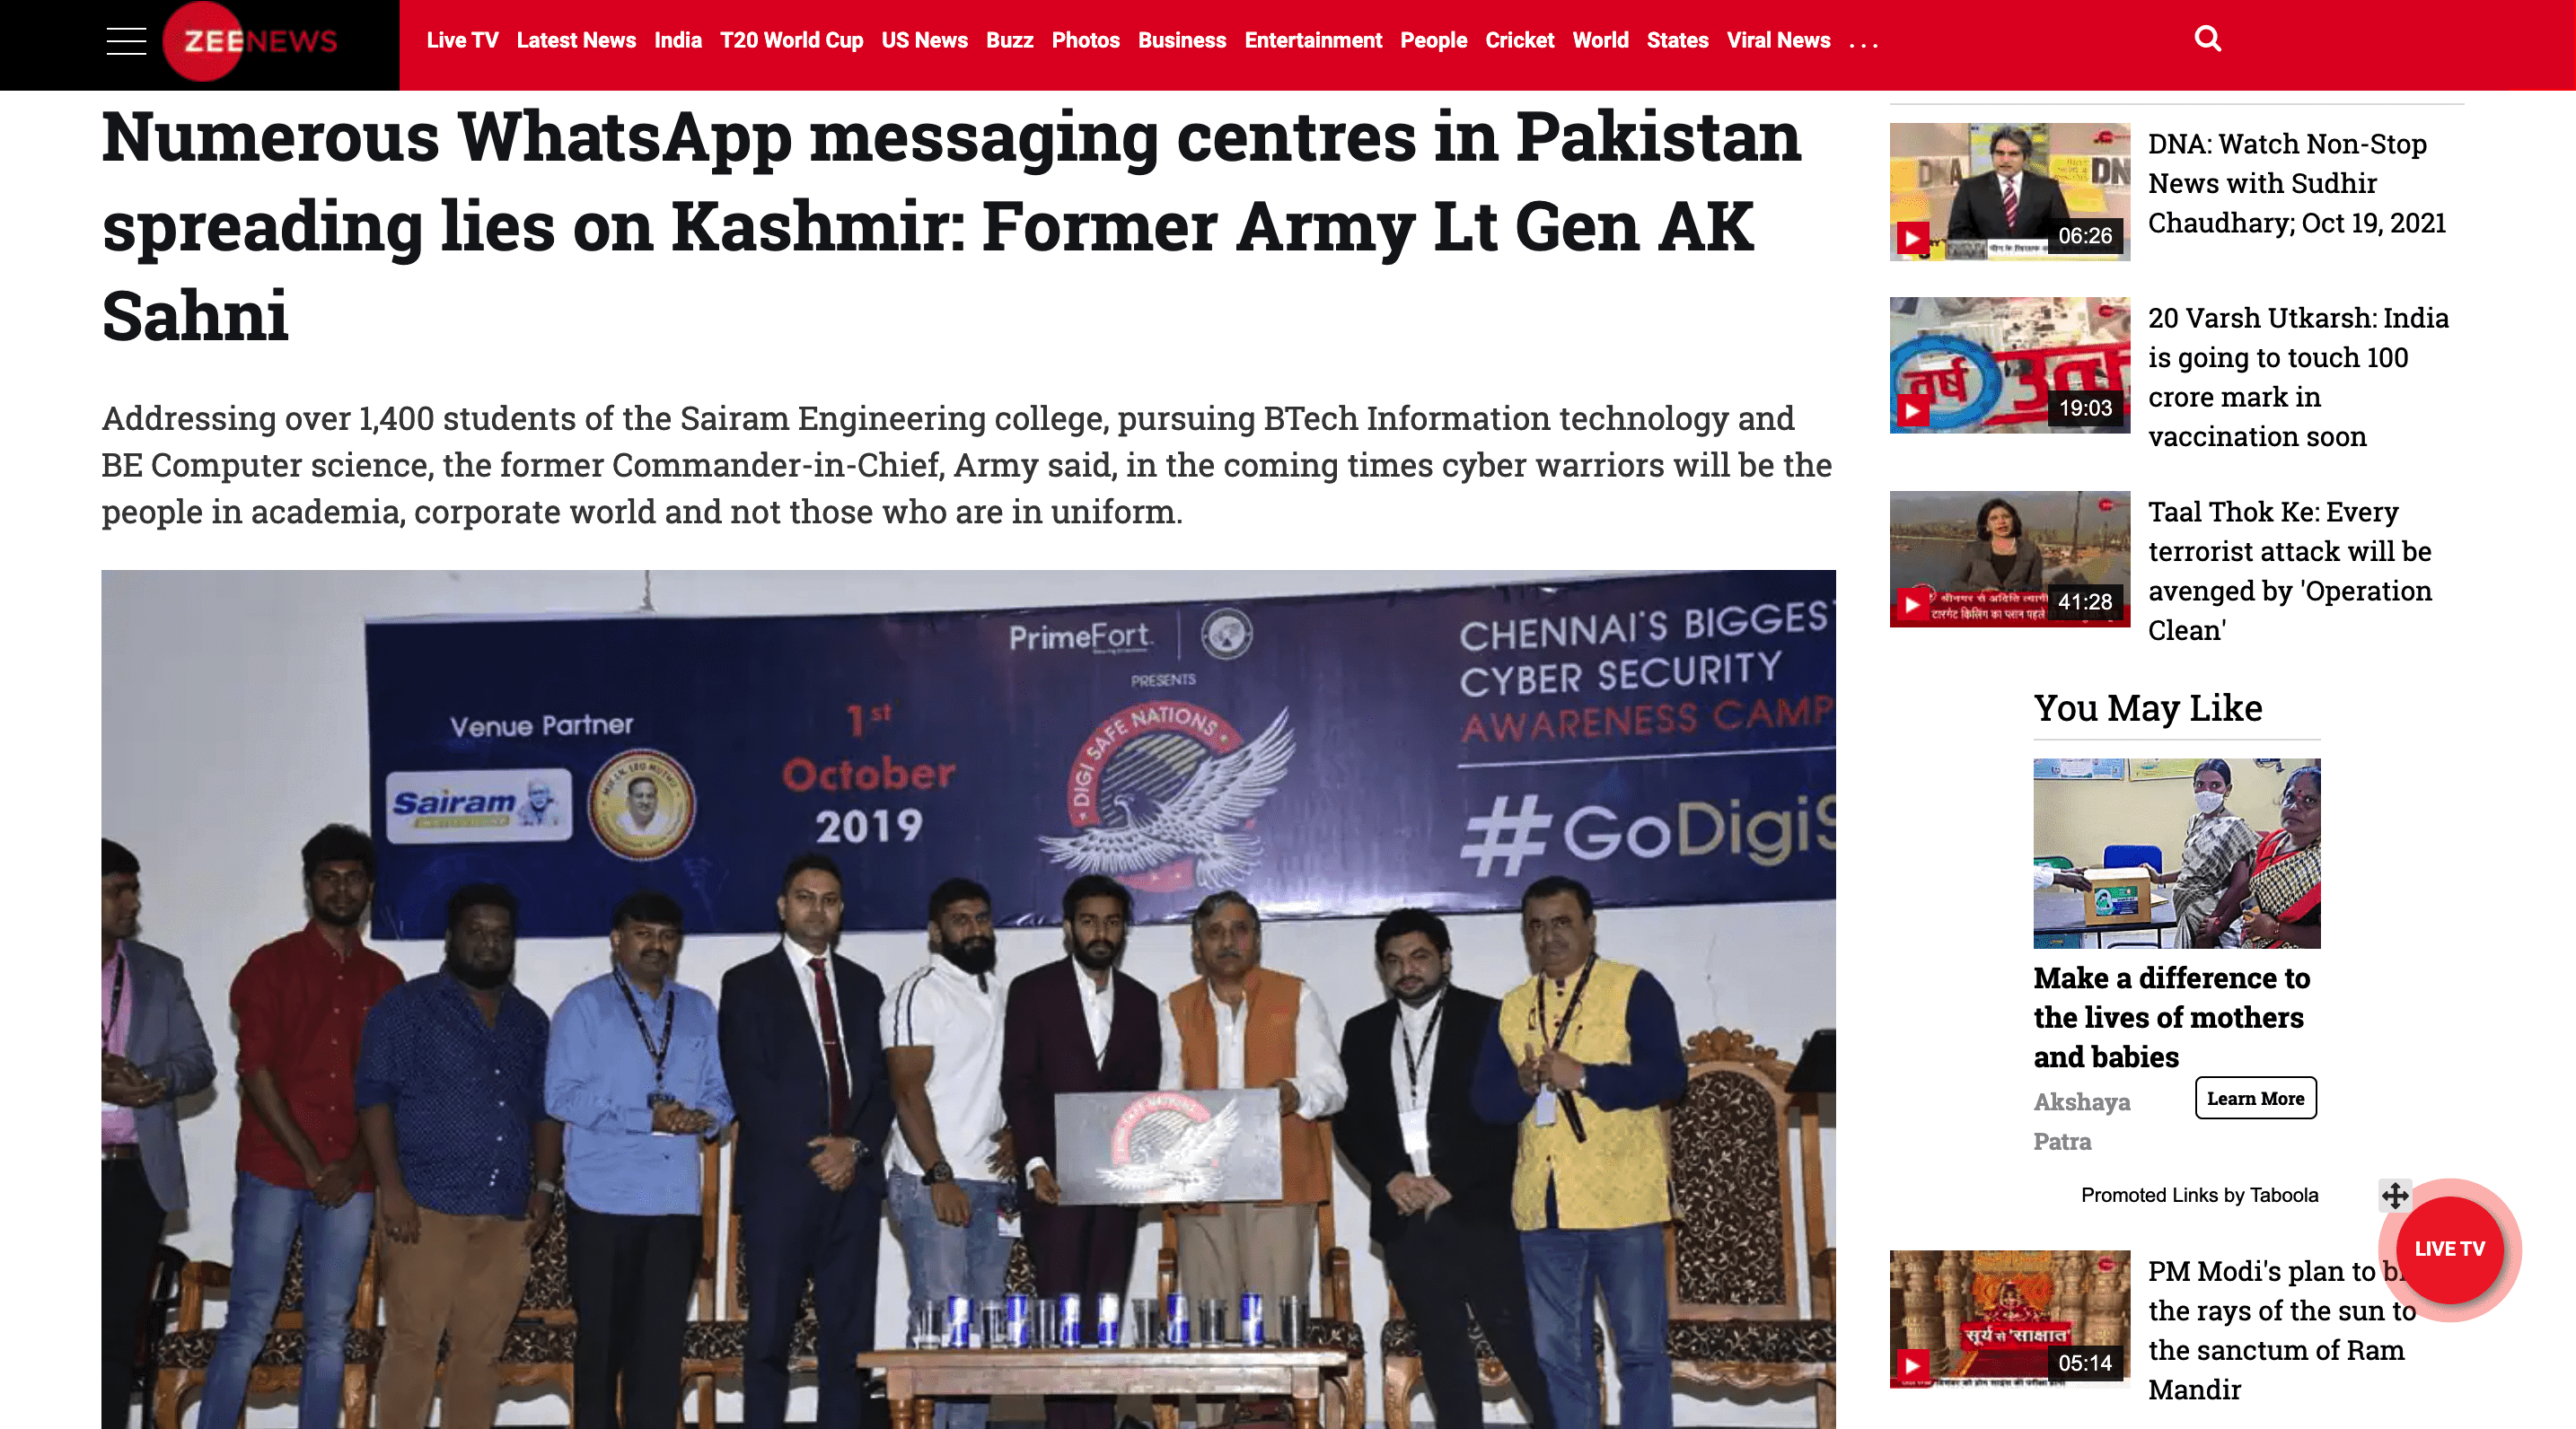 ZEENEWS
Live TV Latest News India T20 World Cup US News Buzz Photos Business Entertainment People Cricket World States Viral News ...
Numerous WhatsApp messaging centres in Pakistan
spreading lies on Kashmir: Former Army Lt Gen AK
Sahni
Addressing over 1,400 students of the Sairam Engineering college, pursuing BTech Information technology and
BE Computer science, the former Commander-in-Chief, Army said, in the coming times cyber warriors will be the
people in academia, corporate world and not those who are in uniform.
PrimeFort
PRESENTS
Venue Partner
Sairam
1st
October
2019
DIGI SAFE NATIONS
CHENNAI'S BIGGEST
CYBER SECURITY
AWARENESS CAMP
#GoDigiS
DNA
DN
06:26
DNA: Watch Non-Stop
News with Sudhir
Chaudhary; Oct 19, 2021
वर्ष
19:03
20 Varsh Utkarsh: India
is going to touch 100
crore mark in
vaccination soon
श्रीनगर से अदिति त्यागी
टारगेट किलिंग का प्लान पहले
41:28
Taal Thok Ke: Every
terrorist attack will be
avenged by 'Operation
Clean'
You May Like
Make a difference to
the lives of mothers
and babies
Akshaya
Patra
Learn More
Promoted Links by Taboola
LIVE TV
सूर्य से 'साक्षात'
05:14
PM Modi's plan to b
the rays of the sun to
the sanctum of Ram
Mandir